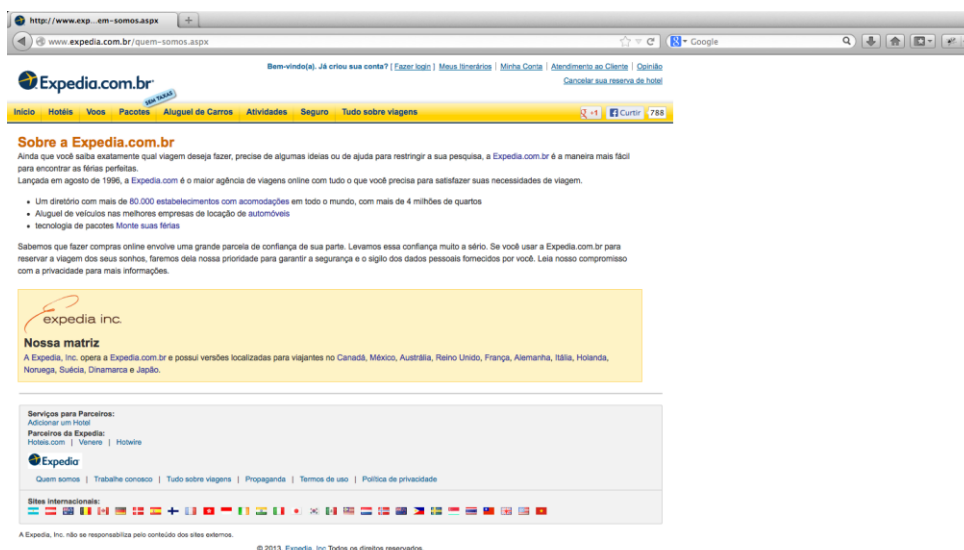 http://www.exp...em-somos.aspx
www.expedia.com.br/quem-somos.aspx
Google
Bem-vindo(a). Já criou sua conta? [ Fazer login ] | Meus Itinerários | Minha Conta | Atendimento ao Cliente | Opinião
Cancelar sua reserva de hotel
Expedia.com.br
SEM TAXAS
Início Hotéis Voos Pacotes Aluguel de Carros Atividades Seguro Tudo sobre viagens
+1 Curtir 788
Sobre a Expedia.com.br
Ainda que você saiba exatamente qual viagem deseja fazer, precise de algumas ideias ou de ajuda para restringir a sua pesquisa, a Expedia.com.br é a maneira mais fácil
para encontrar as férias perfeitas.
Lançada em agosto de 1996, a Expedia.com é o maior agência de viagens online com tudo o que você precisa para satisfazer suas necessidades de viagem.
• Um diretório com mais de 80.000 estabelecimentos com acomodações em todo o mundo, com mais de 4 milhões de quartos
• Aluguel de veículos nas melhores empresas de locação de automóveis
• tecnologia de pacotes Monte suas férias
Sabemos que fazer compras online envolve uma grande parcela de confiança de sua parte. Levamos essa confiança muito a sério. Se você usar a Expedia.com.br para
reservar a viagem dos seus sonhos, faremos dela nossa prioridade para garantir a segurança e o sigilo dos dados pessoais fornecidos por você. Leia nosso compromisso
com a privacidade para mais informações.
expedia inc.
Nossa matriz
A Expedia, Inc. opera a Expedia.com.br e possui versões localizadas para viajantes no Canadá, México, Austrália, Reino Unido, França, Alemanha, Itália, Holanda,
Noruega, Suécia, Dinamarca e Japão.
Serviços para Parceiros:
Adicionar um Hotel
Parceiros da Expedia:
Hoteis.com | Venere | Hotwire
Expedia
Quem somos | Trabalhe conosco | Tudo sobre viagens | Propaganda | Termos de uso | Política de privacidade
Sites internacionais:
A Expedia, Inc. não se responsabiliza pelo conteúdo dos sites externos.
© 2013, Expedia, Inc Todos os direitos reservados.